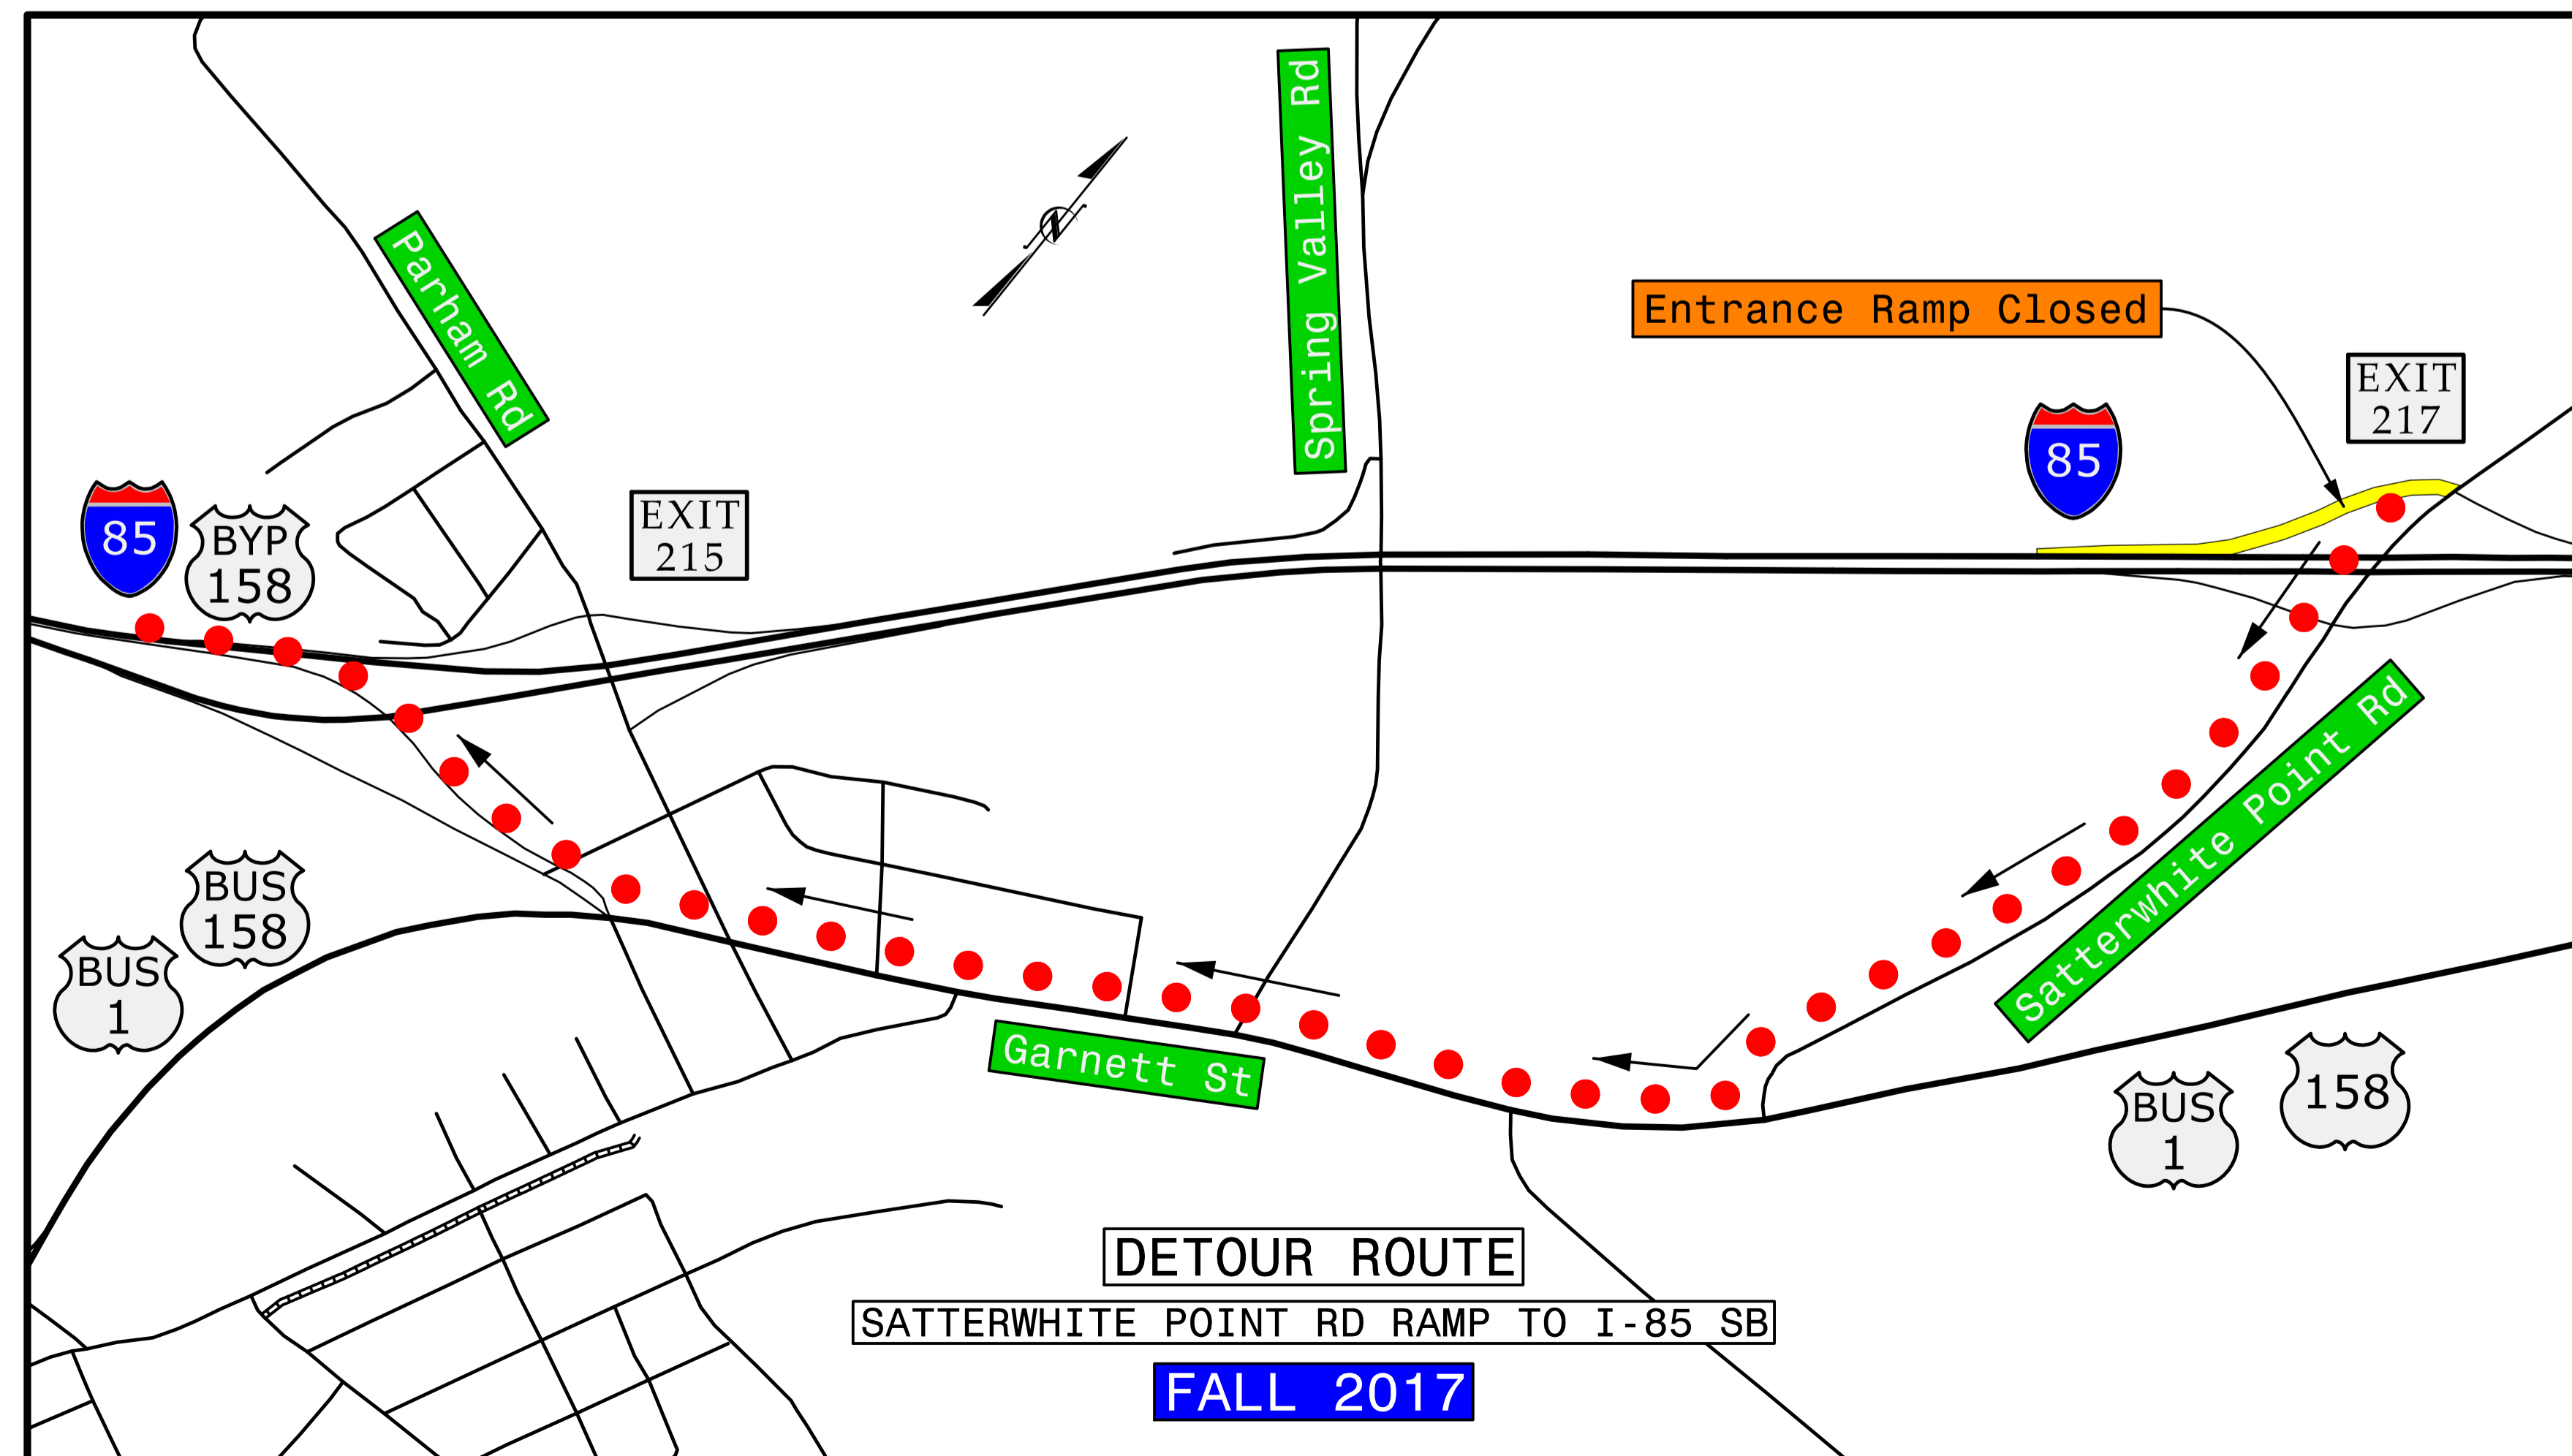 Spring Valley Rd
Parham Rd
N
Entrance Ramp Closed
EXIT
217
85
85
BYP
158
EXIT
215
Satterwhite Point Rd
BUS
158
BUS
1
Garnett St
158
BUS
1
DETOUR ROUTE
SATTERWHITE POINT RD RAMP TO I-85 SB
FALL 2017